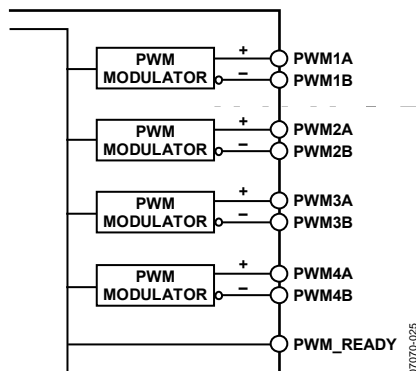 PWM
MODULATOR
+
–
PWM1A
PWM1B
PWM
MODULATOR
+
–
PWM2A
PWM2B
PWM
MODULATOR
+
–
PWM3A
PWM3B
PWM
MODULATOR
+
–
PWM4A
PWM4B
PWM_READY
07070-025